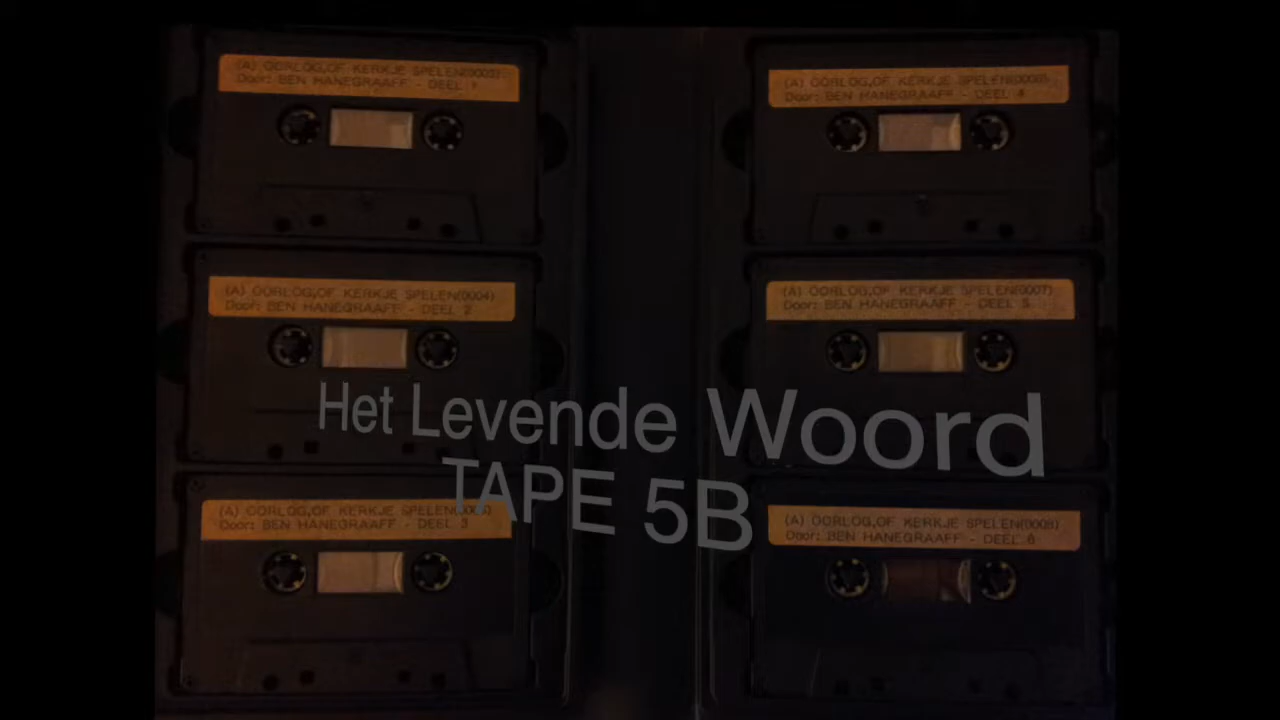 (A) OORLOG,OF KERKJE SPELEN(0003)
Door: BEN HANEGRAAFF - DEEL 1
(A) OORLOG,OF KERKJE SPELEN(0004)
Door: BEN HANEGRAAFF - DEEL 2
(A) OORLOG,OF KERKJE SPELEN
Door: BEN HANEGRAAFF - DEEL 3
(A) OORLOG,OF KERKJE SPELEN(0006)
Door: BEN HANEGRAAFF - DEEL 4
(A) OORLOG,OF KERKJE SPELEN(0007)
Door: BEN HANEGRAAFF - DEEL 5
(A) OORLOG,OF KERKJE SPELEN(0008)
Door: BEN HANEGRAAFF - DEEL 6
Het Levende Woord
TAPE 5B